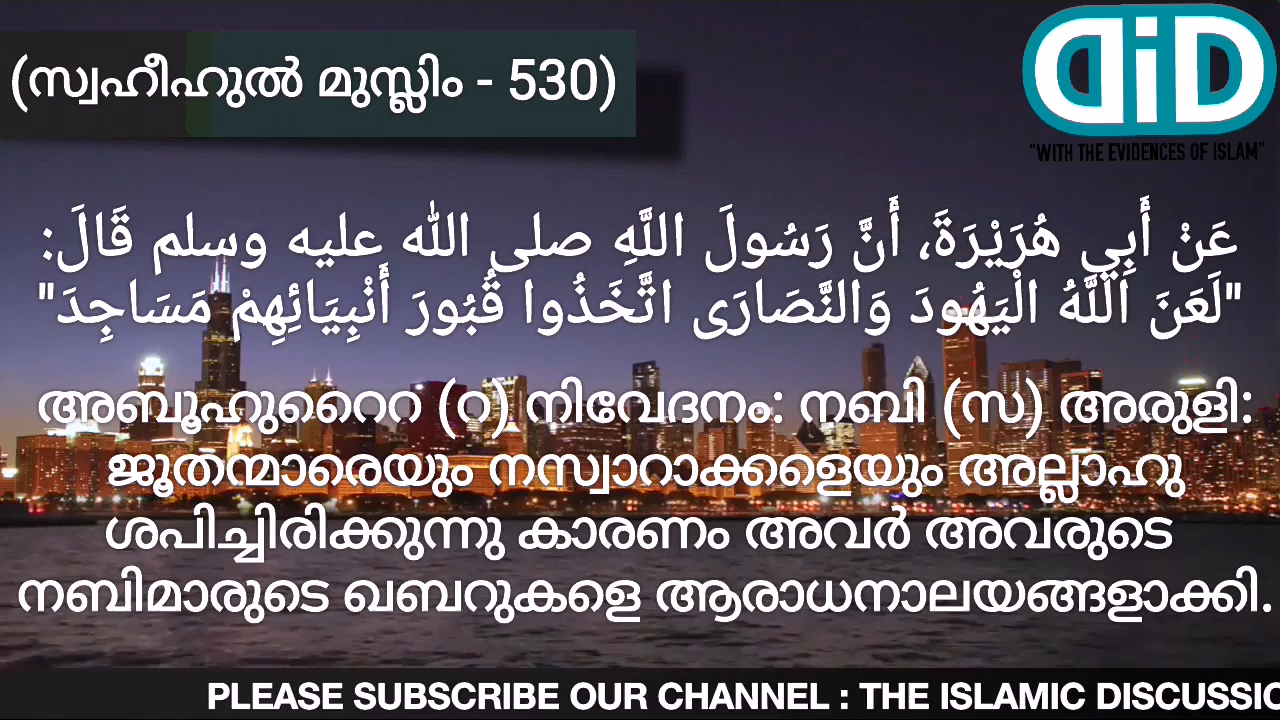 (സ്വഹീഹുൽ മുസ്ലിം - 530)
DiD
"WITH THE EVIDENCES OF ISLAM"
عَنْ أَبِي هُرَيْرَةَ، أَنَّ رَسُولَ اللَّهِ صلى الله عليه وسلم قَالَ:
"لَعَنَ اللَّهُ الْيَهُودَ وَالنَّصَارَى اتَّخَذُوا قُبُورَ أَنْبِيَائِهِمْ مَسَاجِدَ"
അബൂഹുറൈറ (റ) നിവേദനം: നബി (സ) അരുളി:
ജൂതന്മാരെയും നസ്വാറാക്കളെയും അല്ലാഹു
ശപിച്ചിരിക്കുന്നു കാരണം അവർ അവരുടെ
നബിമാരുടെ ഖബറുകളെ ആരാധനാലയങ്ങളാക്കി.
PLEASE SUBSCRIBE OUR CHANNEL : THE ISLAMIC DISCUSSIO